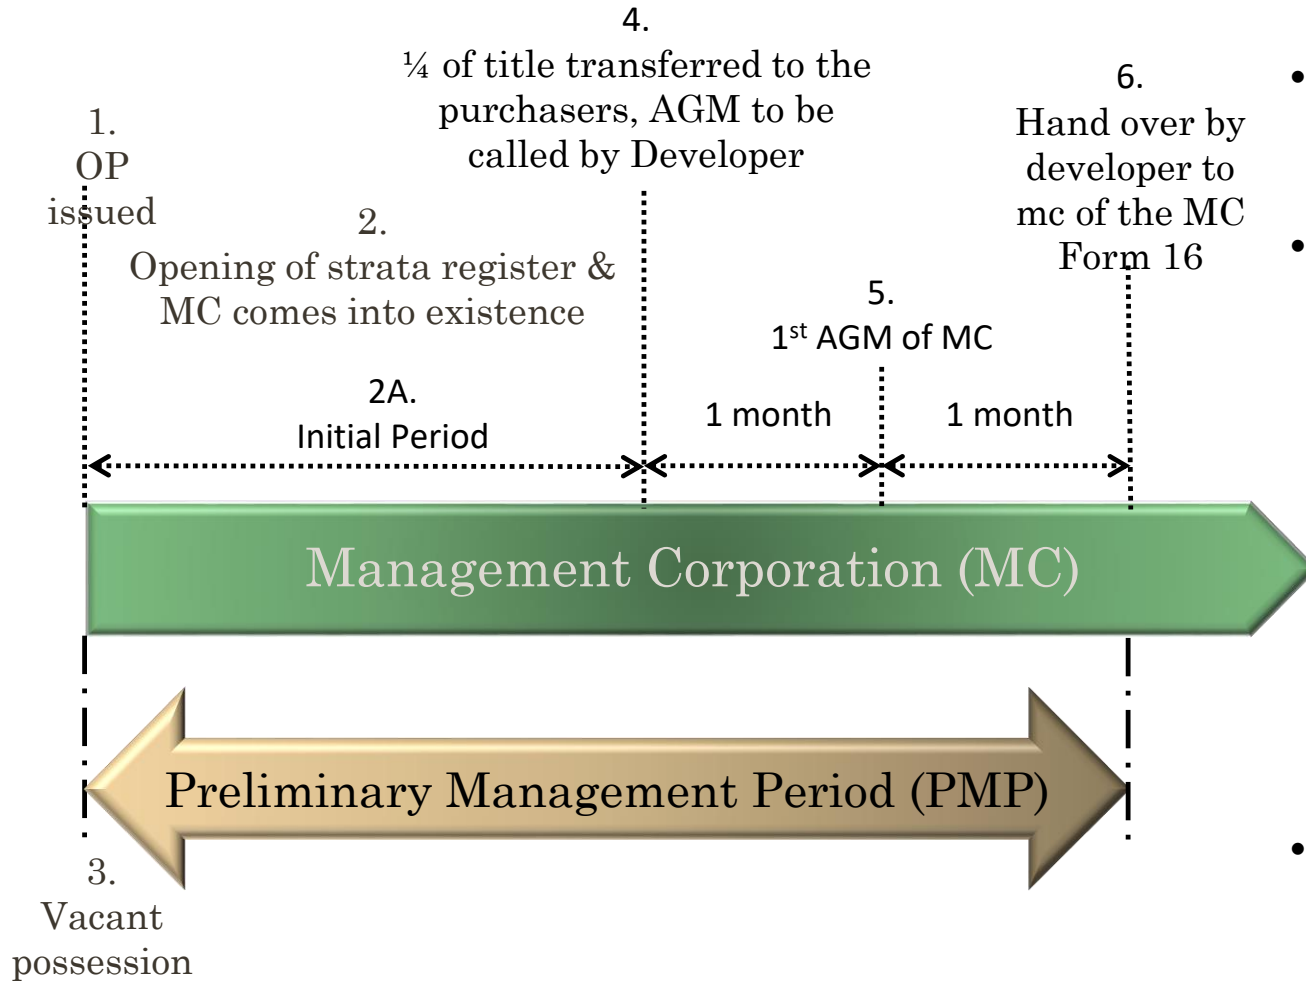 1.
OP
issued
2.
Opening of strata register &
MC comes into existence
2A.
Initial Period
4.
¼ of title transferred to the
purchasers, AGM to be
called by Developer
5.
1st AGM of MC
1 month
1 month
6.
Hand over by
developer to
mc of the MC
Form 16
•
•
Management Corporation (MC)
Preliminary Management Period (PMP)
•
3.
Vacant
possession